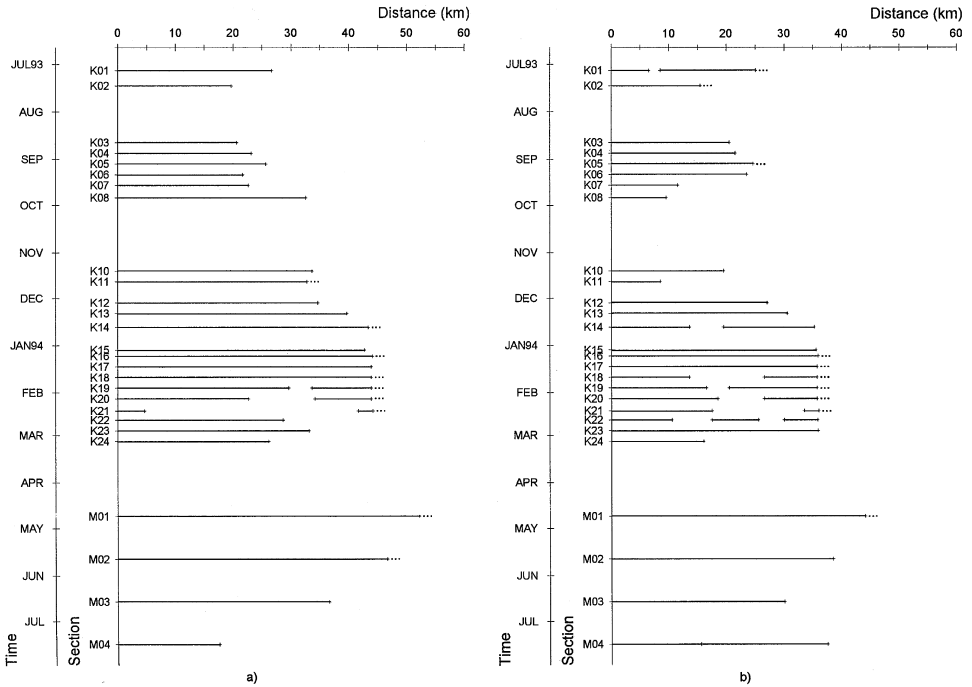 Distance (km)
0 10 20 30 40 50 60
JUL93
AUG
SEP
OCT
NOV
DEC
JAN94
FEB
MAR
APR
MAY
JUN
JUL
Time
K01
K02
K03
K04
K05
K06
K07
K08
K10
K11
K12
K13
K14
K15
K16
K17
K18
K19
K20
K21
K22
K23
K24
M01
M02
M03
M04
Section
a)
Distance (km)
0 10 20 30 40 50 60
JUL93
AUG
SEP
OCT
NOV
DEC
JAN94
FEB
MAR
APR
MAY
JUN
JUL
Time
K01
K02
K03
K04
K05
K06
K07
K08
K10
K11
K12
K13
K14
K15
K16
K17
K18
K19
K20
K21
K22
K23
K24
M01
M02
M03
M04
Section
b)